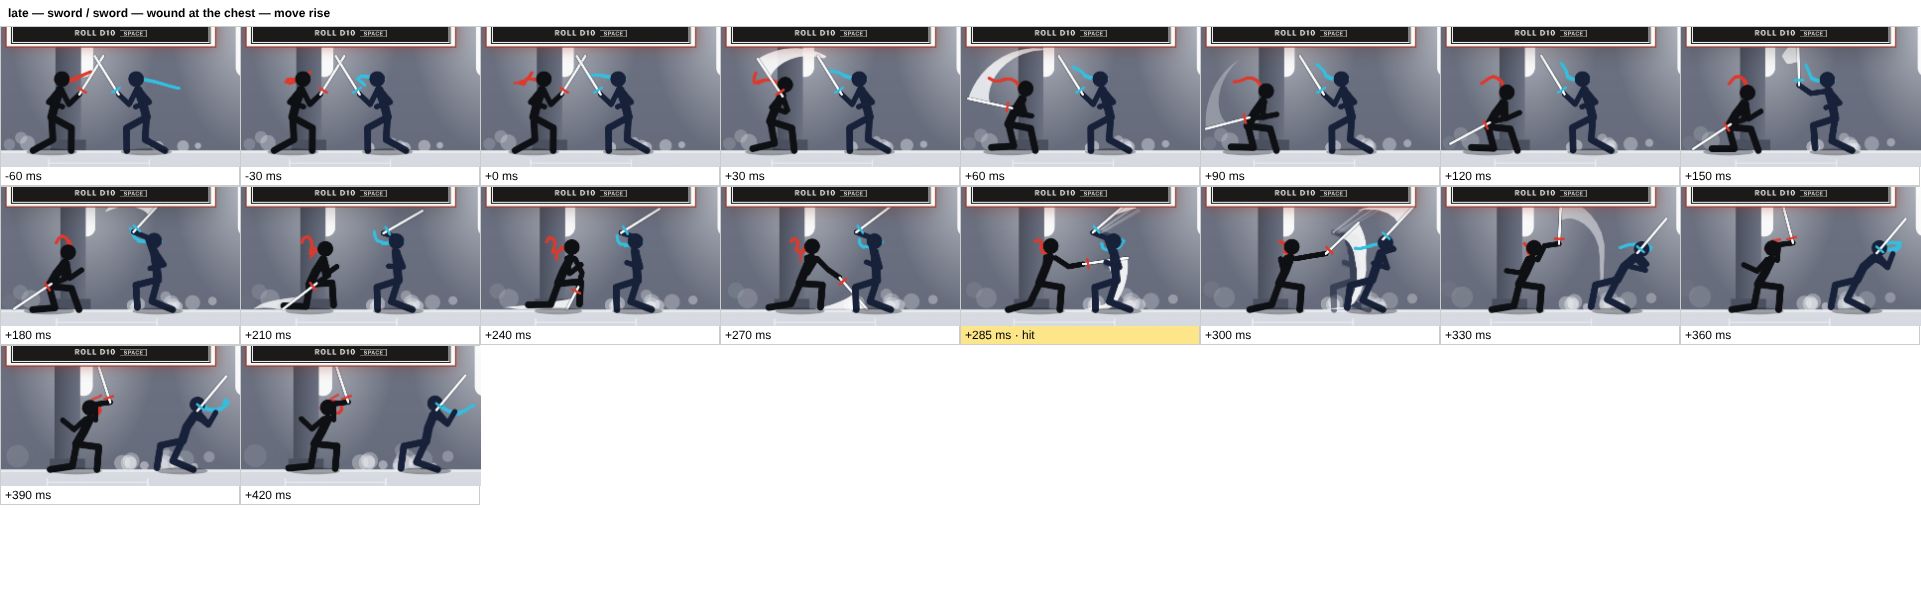 late — sword / sword — wound at the chest — move rise
ROLL D10 SPACE ROLL D10 SPACE ROLL D10 SPACE ROLL D10 SPACE ROLL D10 SPACE ROLL D10 SPACE ROLL D10 SPACE ROLL D10 SPACE
-60 ms -30 ms +0 ms +30 ms +60 ms +90 ms +120 ms +150 ms
ROLL D10 SPACE ROLL D10 SPACE ROLL D10 SPACE ROLL D10 SPACE ROLL D10 SPACE ROLL D10 SPACE ROLL D10 SPACE ROLL D10 SPACE
+180 ms +210 ms +240 ms +270 ms +285 ms · hit +300 ms +330 ms +360 ms
ROLL D10 SPACE ROLL D10 SPACE
+390 ms +420 ms